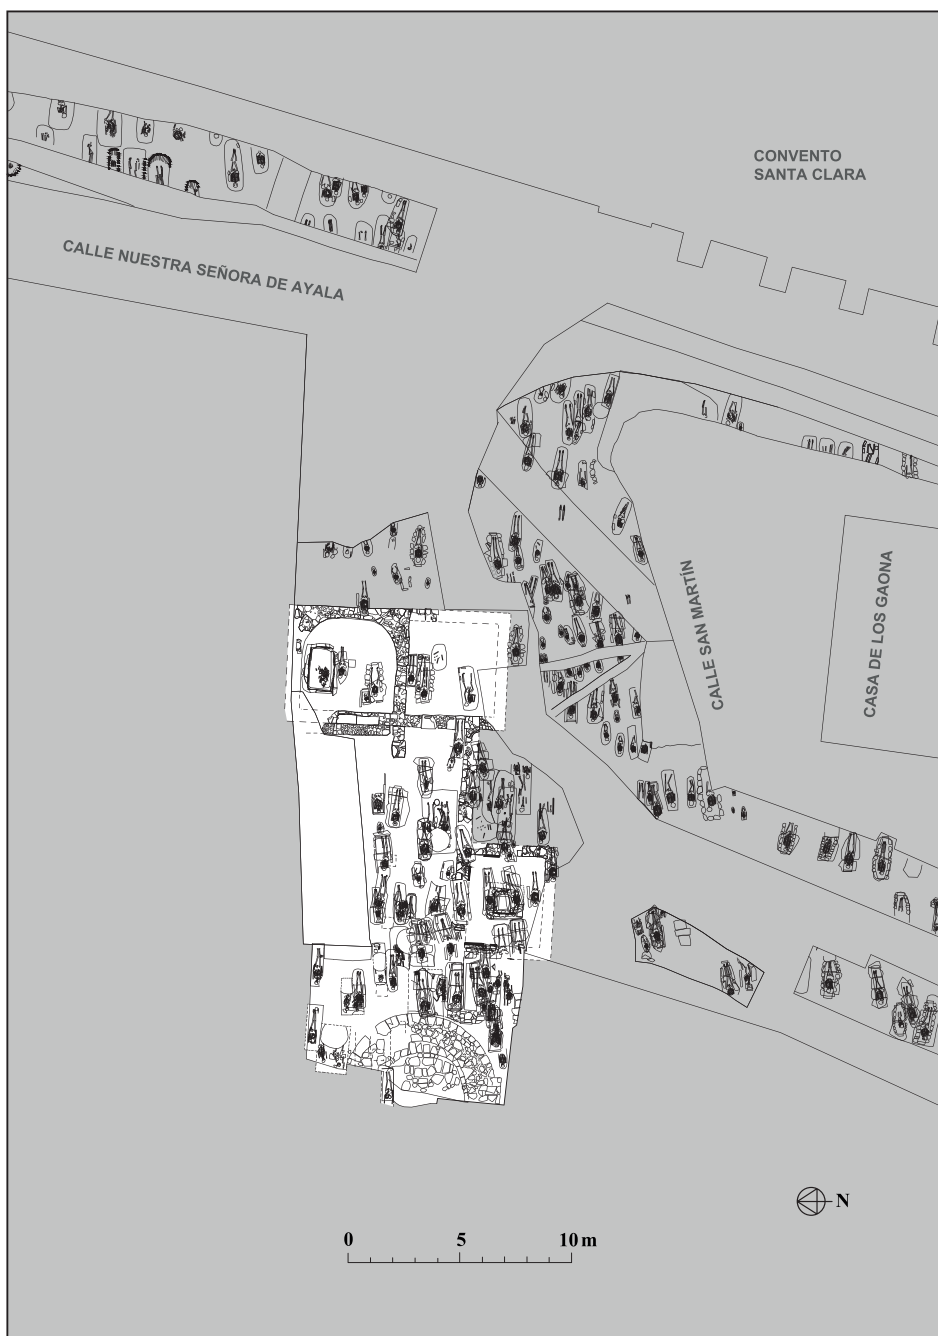 CONVENTO
SANTA CLARA
CALLE NUESTRA SEÑORA DE AYALA
CALLE SAN MARTÍN
CASA DE LOS GAONA
N
0 5 10 m